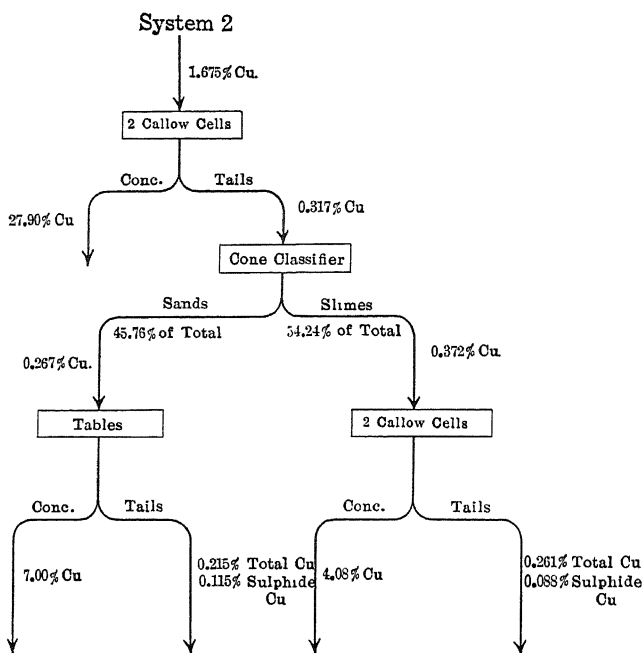 System 2
1.675% Cu.
2 Callow Cells
Conc.
Tails
27.90% Cu
0.317% Cu
Cone Classifier
Sands
Slimes
45.76% of Total
54.24% of Total
0.267% Cu.
0.372% Cu.
Tables
2 Callow Cells
Conc.
Tails
Conc.
Tails
7.00% Cu
0.215% Total Cu
0.115% Sulphide
Cu
4.08% Cu
0.261% Total Cu
0.088% Sulphide
Cu